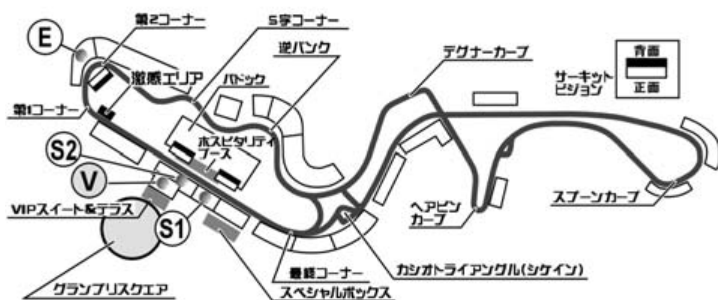 第2コーナー
S字コーナー
E
逆バンク
激感エリア
パドック
デグナーカーブ
背面
サーキット
ビジョン
正面
第1コーナー
ホスピタリティ
ブース
S2
V
VIPスイート&テラス
S1
ヘアピン
カーブ
スプーンカーブ
最終コーナー
カシオトライアングル(シケイン)
グランプリスクエア
スペシャルボックス